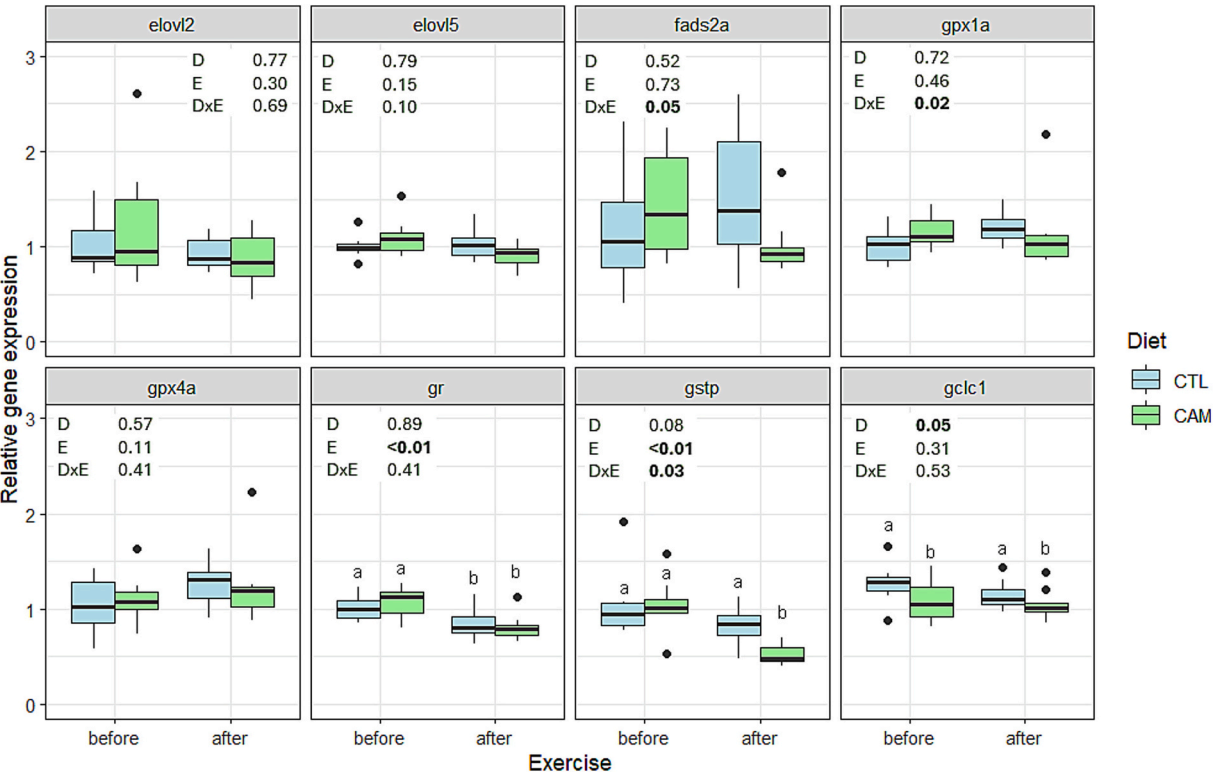 elovl2 elovl5 fads2a gpx1a
D 0.77 D 0.79 D 0.52 D 0.72
E 0.30 E 0.15 E 0.73 E 0.46
DxE 0.69 DxE 0.10 DxE 0.05 DxE 0.02
3
2
1
0
Relative gene expression
gpx4a gr gstp gclc1
D 0.57 D 0.89 D 0.08 D 0.05
E 0.11 E <0.01 E <0.01 E 0.31
DxE 0.41 DxE 0.41 DxE 0.03 DxE 0.53
3
2
1
0
a a b b
a a a b
a b a b
before after before after before after before after
Exercise
Diet
CTL
CAM